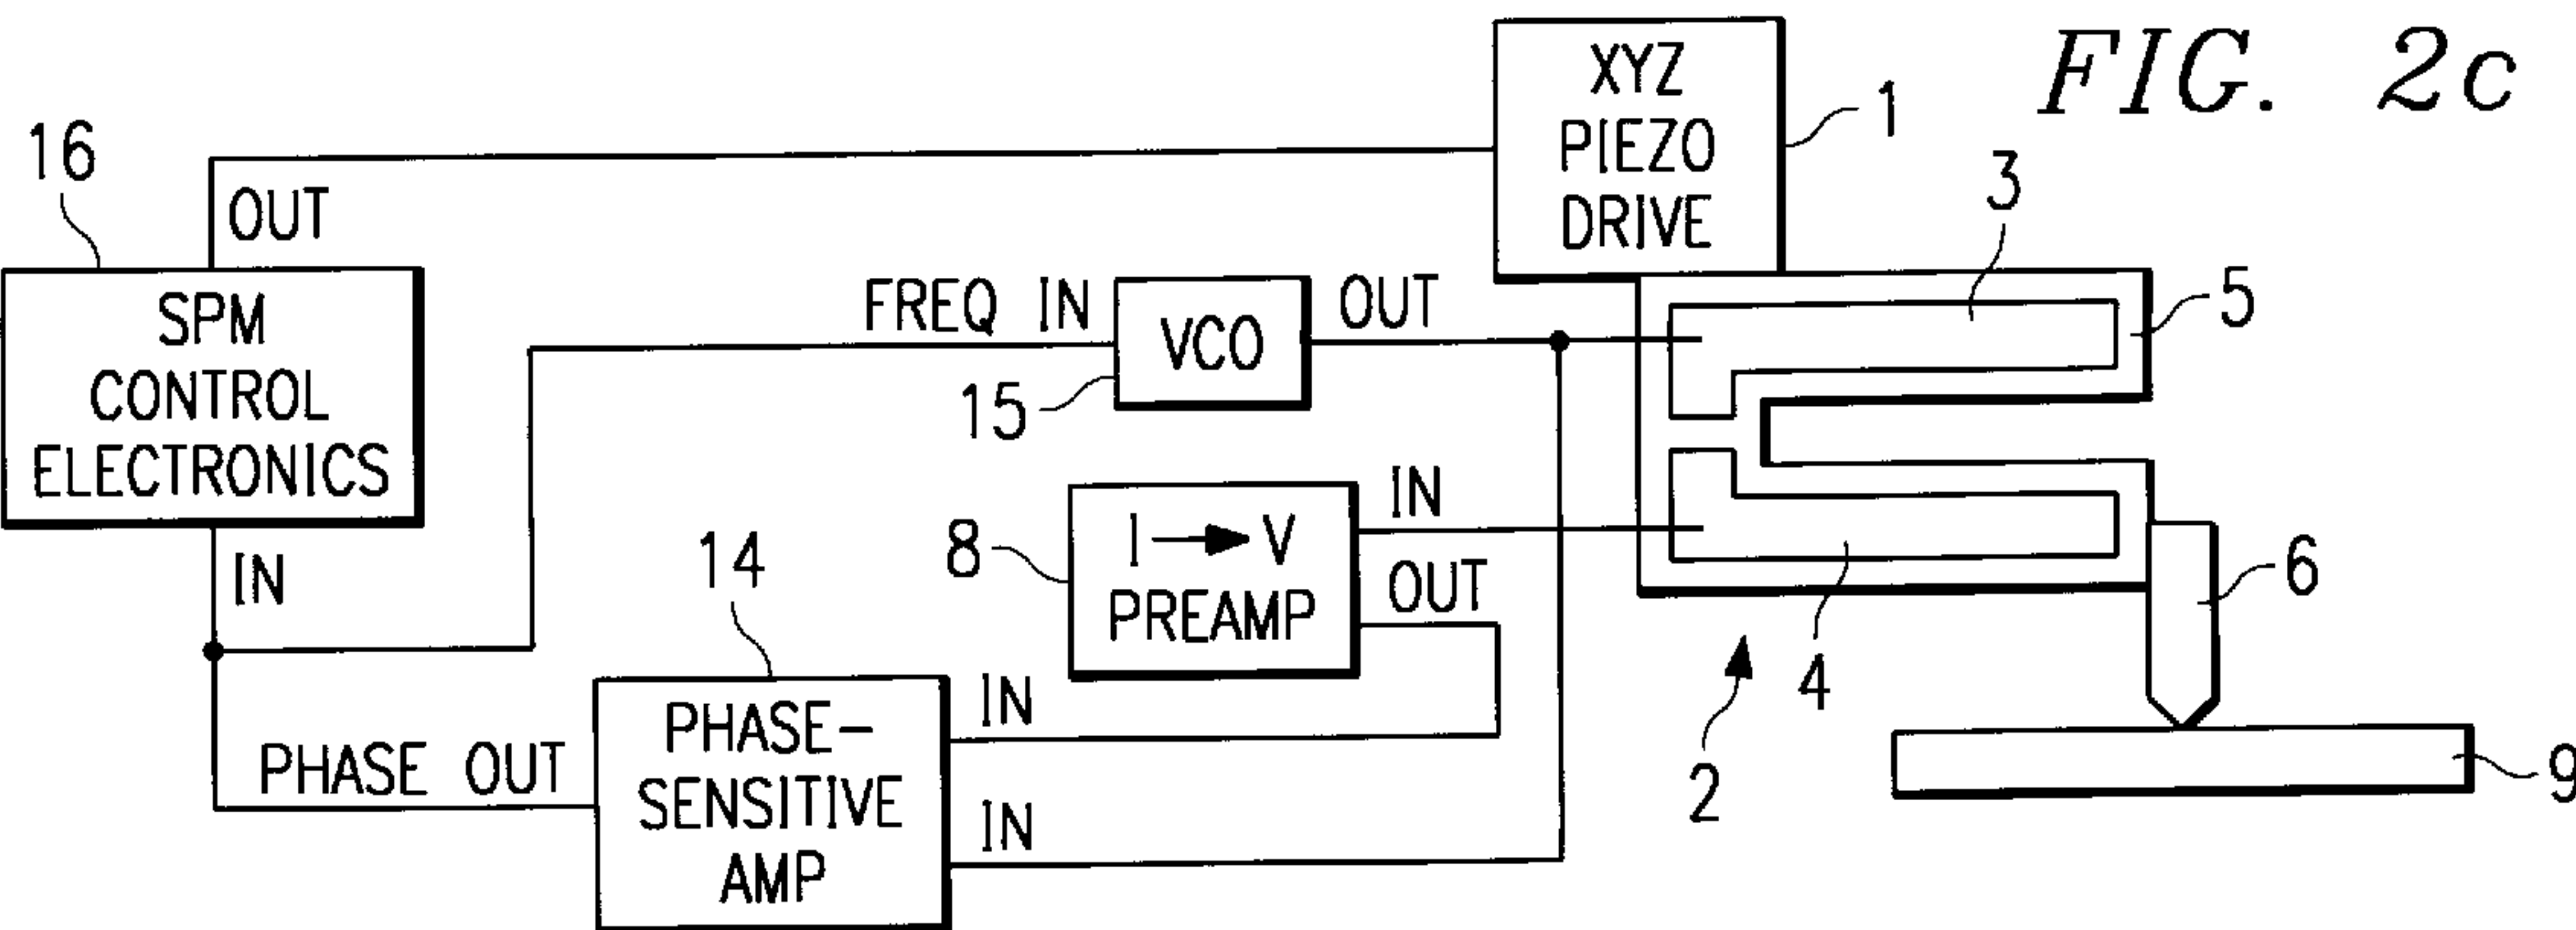 FIG. 2c
XYZ
PIEZO
DRIVE
1
16
OUT
3
SPM
CONTROL
ELECTRONICS
FREQ IN
VCO
OUT
5
15
IN
I → V
PREAMP
8
IN
OUT
14
6
4
2
PHASE-
SENSITIVE
AMP
IN
IN
PHASE OUT
9